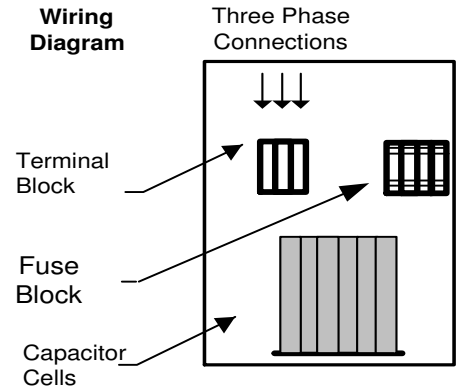 Wiring
Diagram
Three Phase
Connections
Terminal
Block
Fuse
Block
Capacitor
Cells